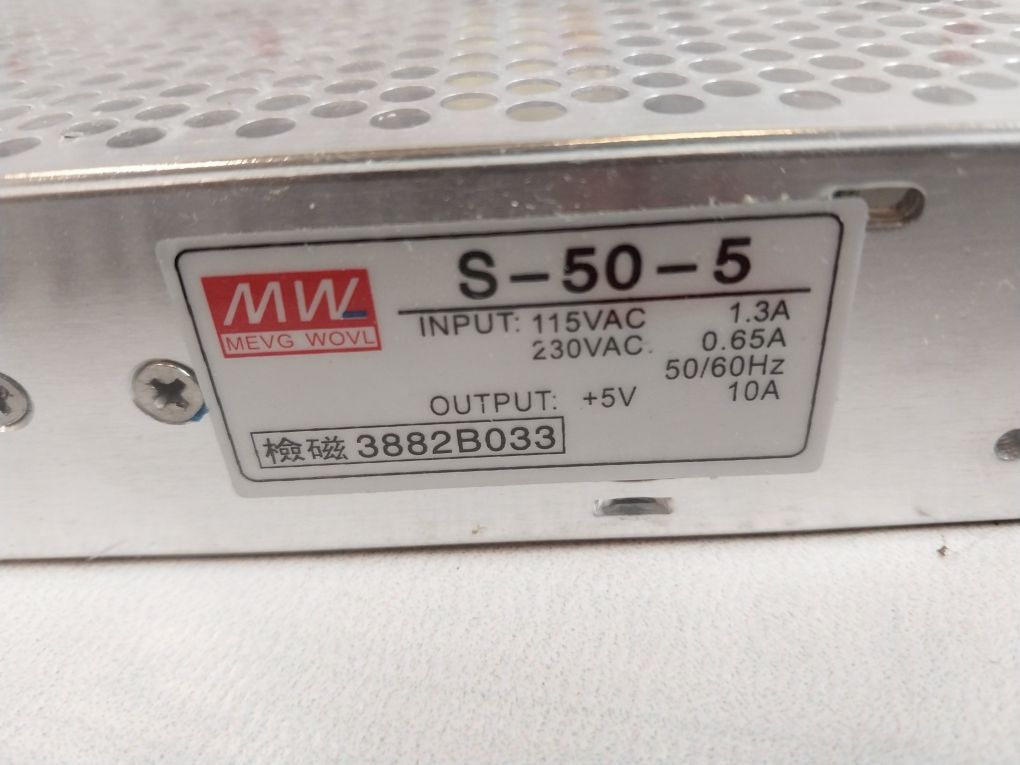 S-50-5
MW
MEVG WOVL
INPUT: 115VAC 1.3A
230VAC. 0.65A
50/60Hz
OUTPUT: +5V 10A
檢磁 3882B033